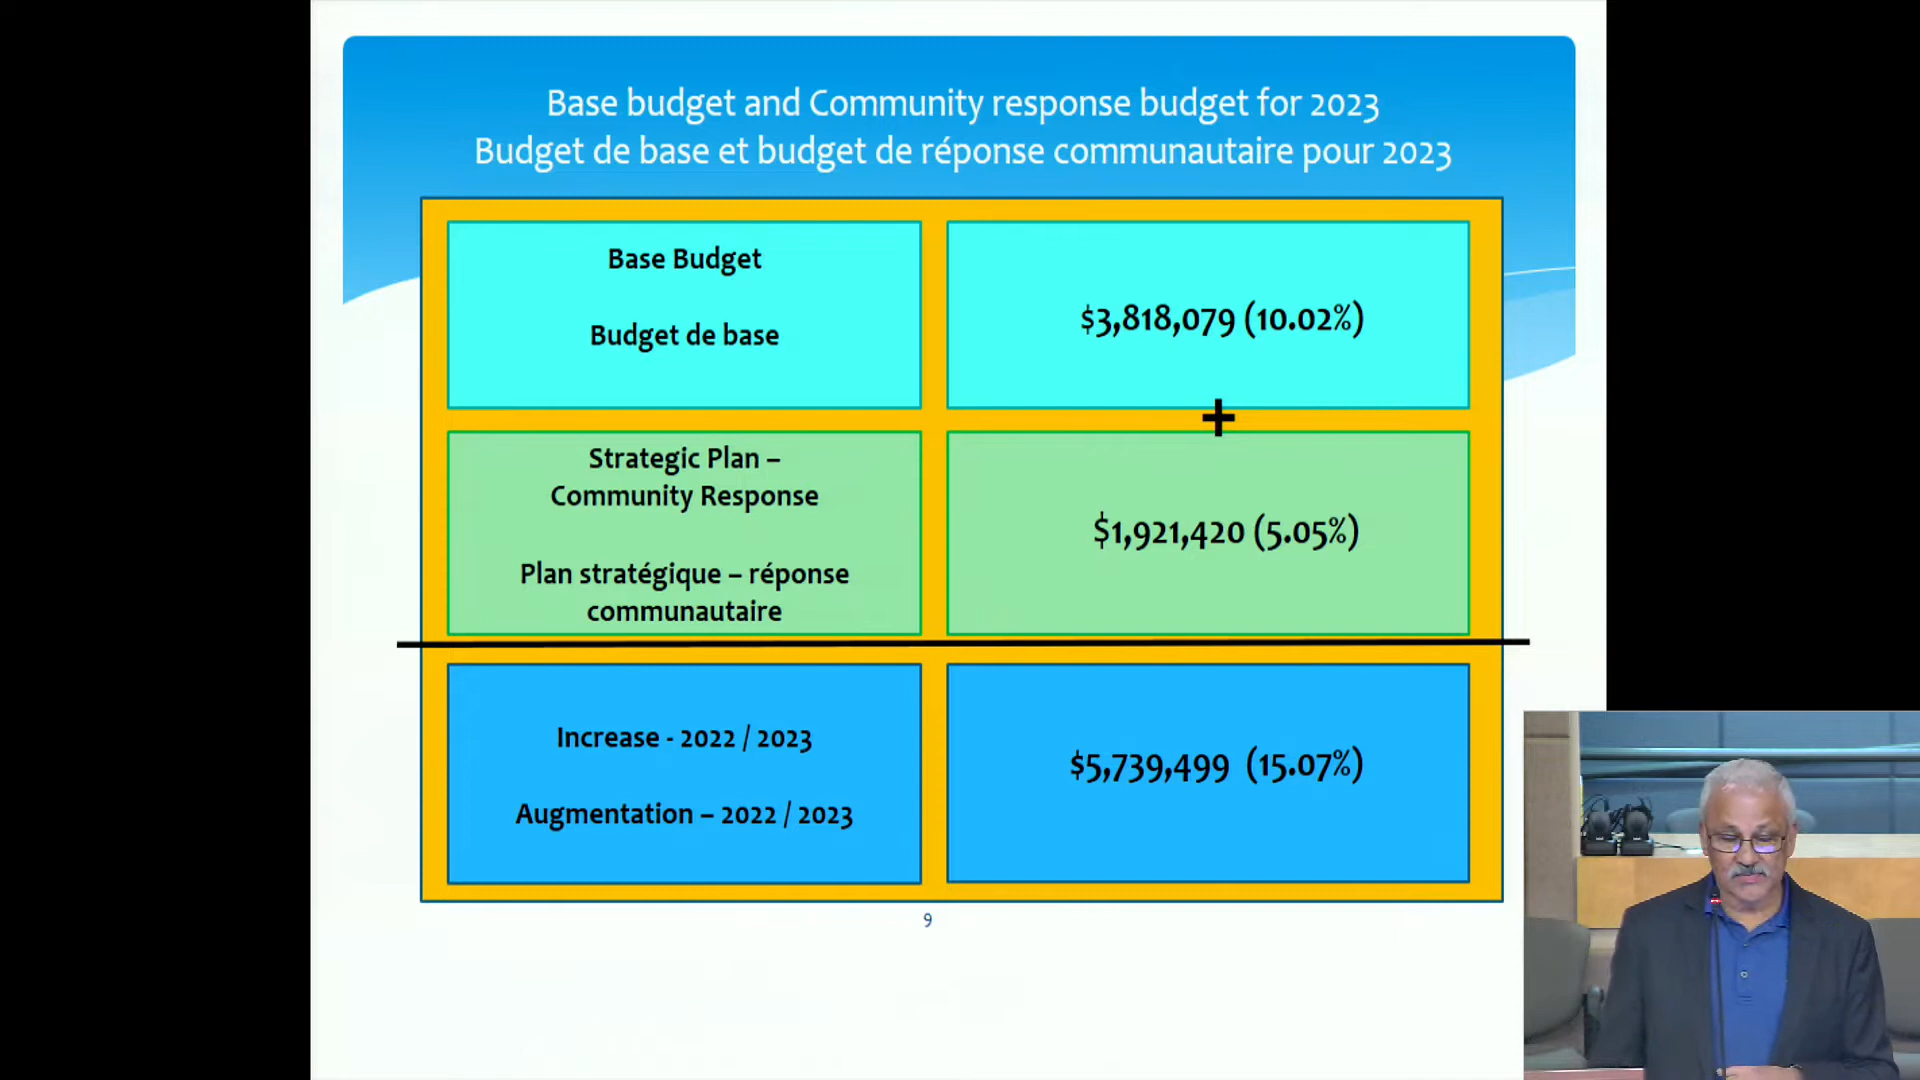 Base budget and Community response budget for 2023
Budget de base et budget de réponse communautaire pour 2023
Base Budget
Budget de base
$3,818,079 (10.02%)
+
Strategic Plan –
Community Response
Plan stratégique – réponse
communautaire
$1,921,420 (5.05%)
Increase - 2022 / 2023
Augmentation – 2022 / 2023
$5,739,499 (15.07%)
9